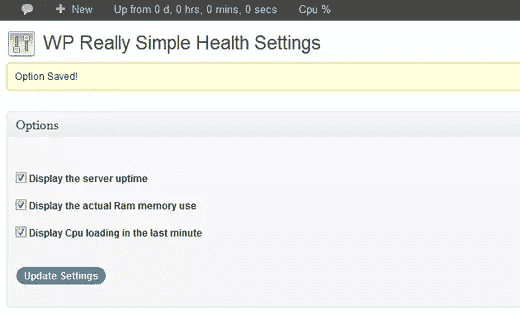 New Up from 0 d, 0 hrs, 0 mins, 0 secs Cpu %
WP Really Simple Health Settings
Option Saved!
Options
Display the server uptime
Display the actual Ram memory use
Display Cpu loading in the last minute
Update Settings